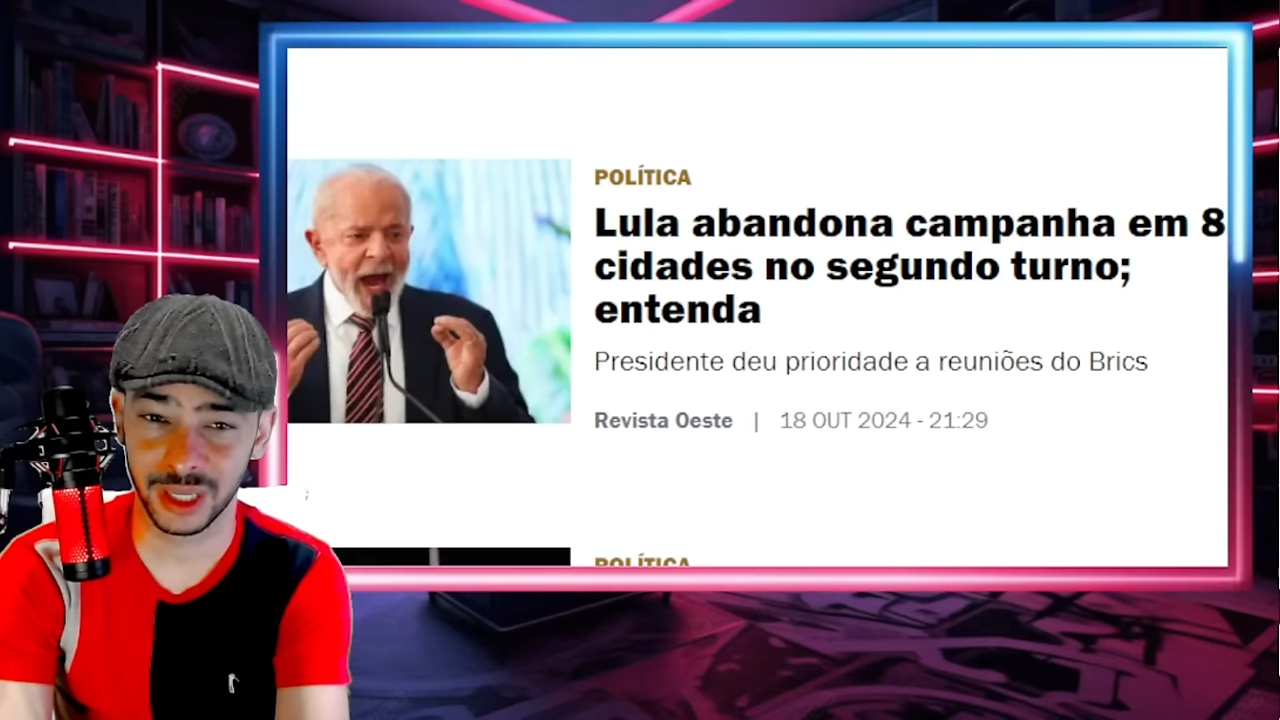 POLÍTICA
Lula abandona campanha em 8
cidades no segundo turno;
entenda
Presidente deu prioridade a reuniões do Brics
Revista Oeste | 18 OUT 2024 - 21:29
POLÍTICA